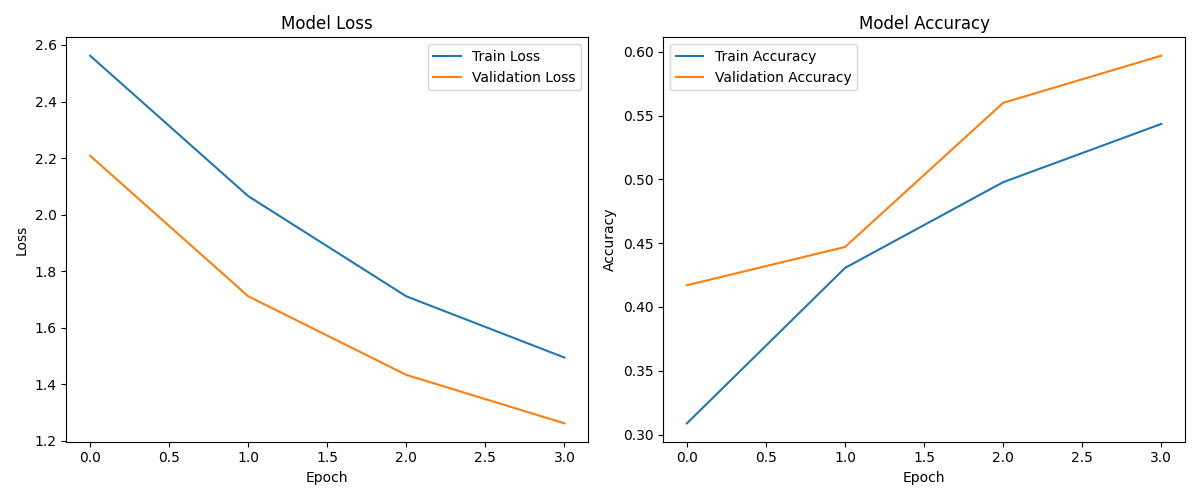 Model Loss
Train Loss
Validation Loss
2.6
2.4
2.2
2.0
1.8
1.6
1.4
1.2
Loss
0.0 0.5 1.0 1.5 2.0 2.5 3.0
Epoch
Model Accuracy
Train Accuracy
Validation Accuracy
0.60
0.55
0.50
0.45
0.40
0.35
0.30
Accuracy
0.0 0.5 1.0 1.5 2.0 2.5 3.0
Epoch